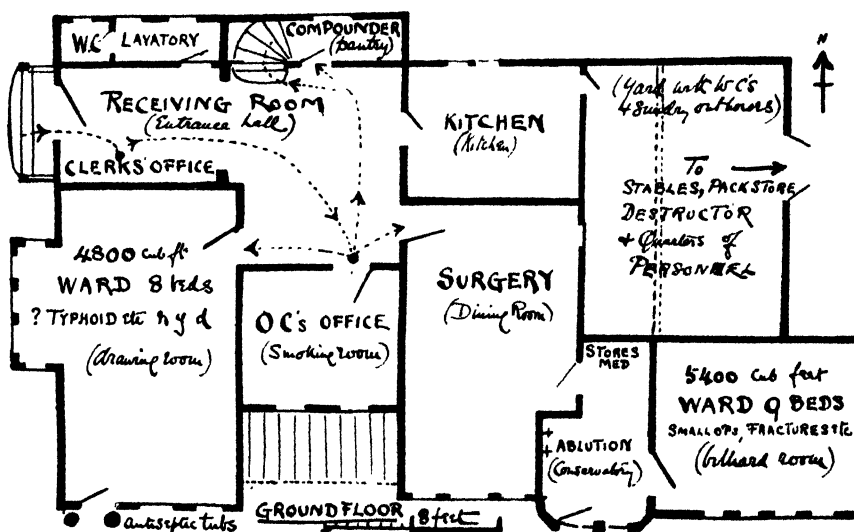 W.C
LAVATORY
COMPOUNDER
(pantry)
N
RECEIVING ROOM
(Entrance hall)
CLERKS' OFFICE
KITCHEN
(Kitchen)
(Yard with W.C's
& Sundry outhouses)
To
STABLES, PACKSTORE
DESTRUCTOR
+ Quarters of
PERSONNEL
4800 cub ft
WARD 8 beds
? TYPHOID etc
(drawing room)
OC's OFFICE
(Smoking room)
SURGERY
(Dining Room)
STORES
MED
ABLUTION
(Conservatory)
5400 cub feet
WARD 9 BEDS
SMALL OPS, FRACTURES etc
(billiard room)
antiseptic tubs
GROUND FLOOR
8 feet